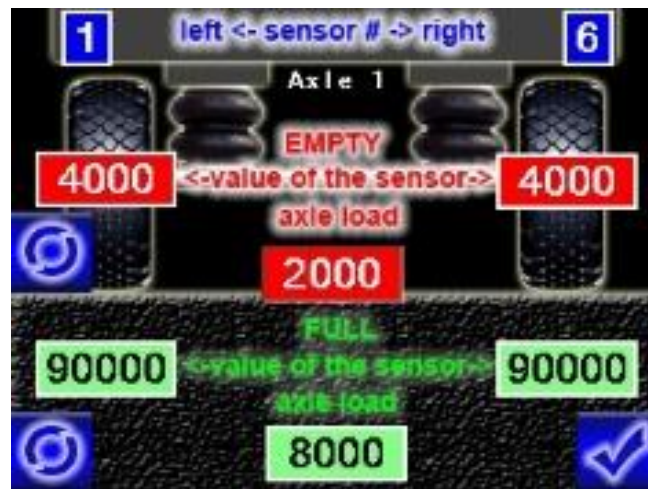 1 left <- sensor # -> right 6
Axle 1
EMPTY
4000 <-value of the sensor-> 4000
axle load
2000
FULL
90000 <-value of the sensor-> 90000
axle load
8000